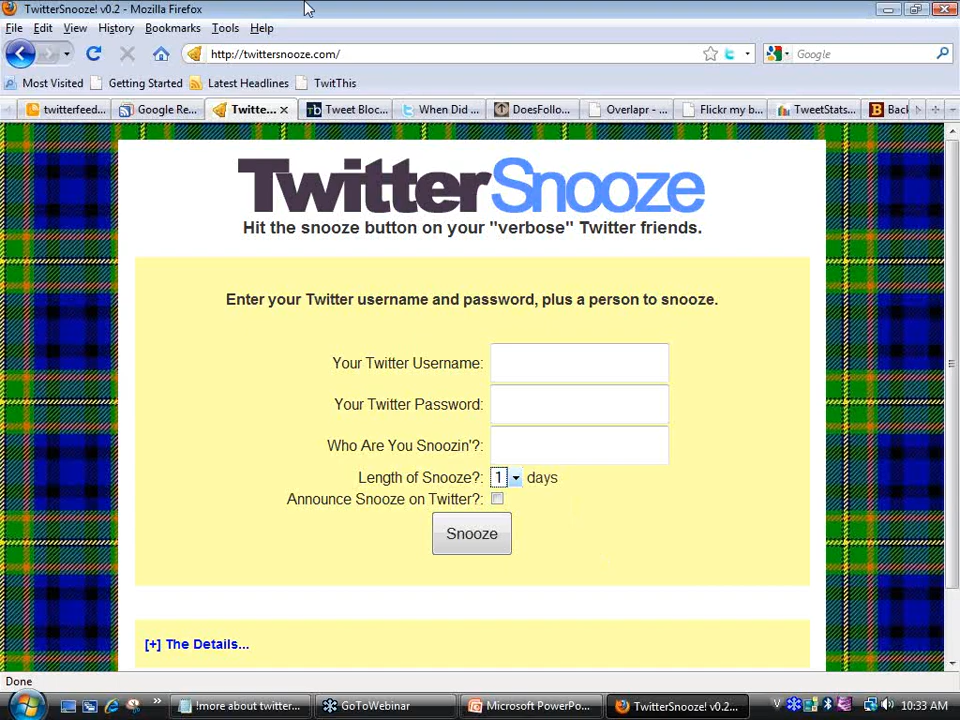 TwitterSnooze! v0.2 - Mozilla Firefox
File Edit View History Bookmarks Tools Help
http://twittersnooze.com/ Google
Most Visited Getting Started Latest Headlines TwitThis
twitterfeed... Google Re... Twitte... Tweet Bloc... When Did ... DoesFollo... Overlapr - ... Flickr my b... TweetStats... Back
TwitterSnooze
Hit the snooze button on your "verbose" Twitter friends.
Enter your Twitter username and password, plus a person to snooze.
Your Twitter Username:
Your Twitter Password:
Who Are You Snoozin'?:
Length of Snooze?: 1 days
Announce Snooze on Twitter?:
Snooze
[+] The Details...
Done
!more about twitter... GoToWebinar Microsoft PowerPo... TwitterSnooze! v0.2... V 10:33 AM